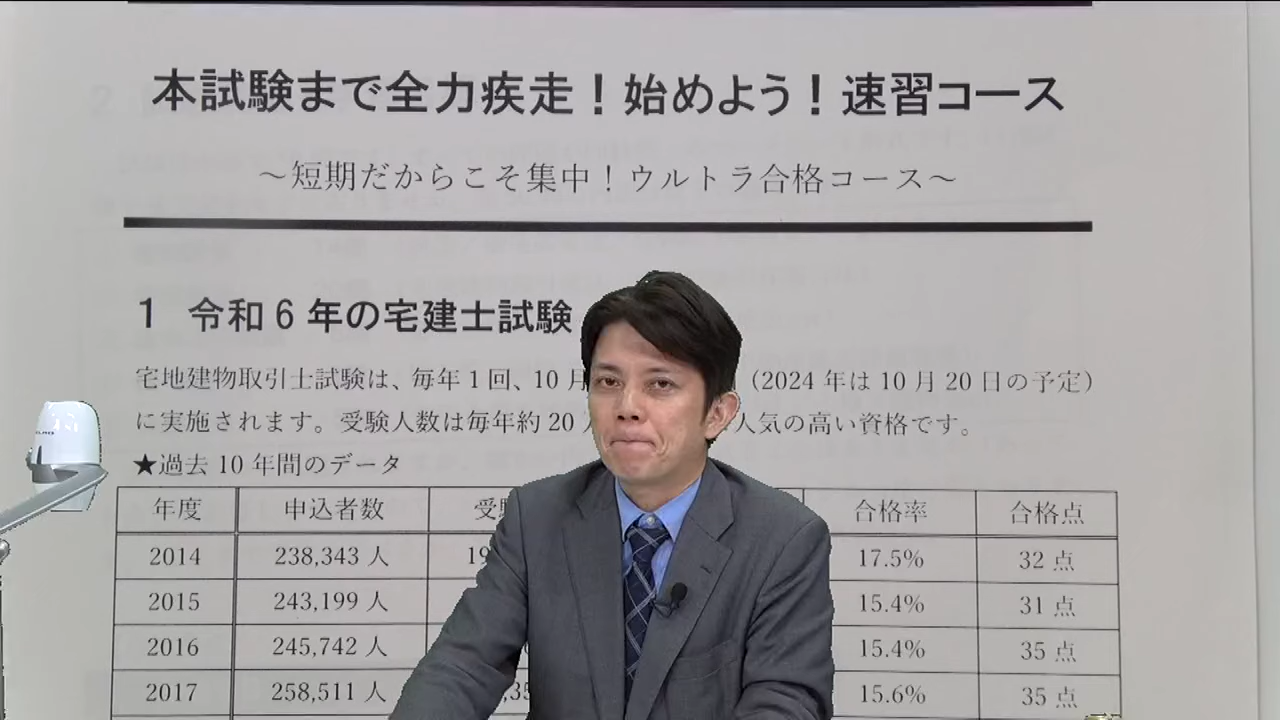 本試験まで全力疾走!始めよう!速習コース
~短期だからこそ集中!ウルトラ合格コース~
1 令和6年の宅建士試験
宅地建物取引士試験は、毎年1回、10月 (2024年は10月20日の予定)
に実施されます。受験人数は毎年約20 人気の高い資格です。
★過去10年間のデータ
年度 申込者数 合格率 合格点
2014 238,343人 17.5% 32点
2015 243,199人 15.4% 31点
2016 245,742人 15.4% 35点
2017 258,511人 15.6% 35点